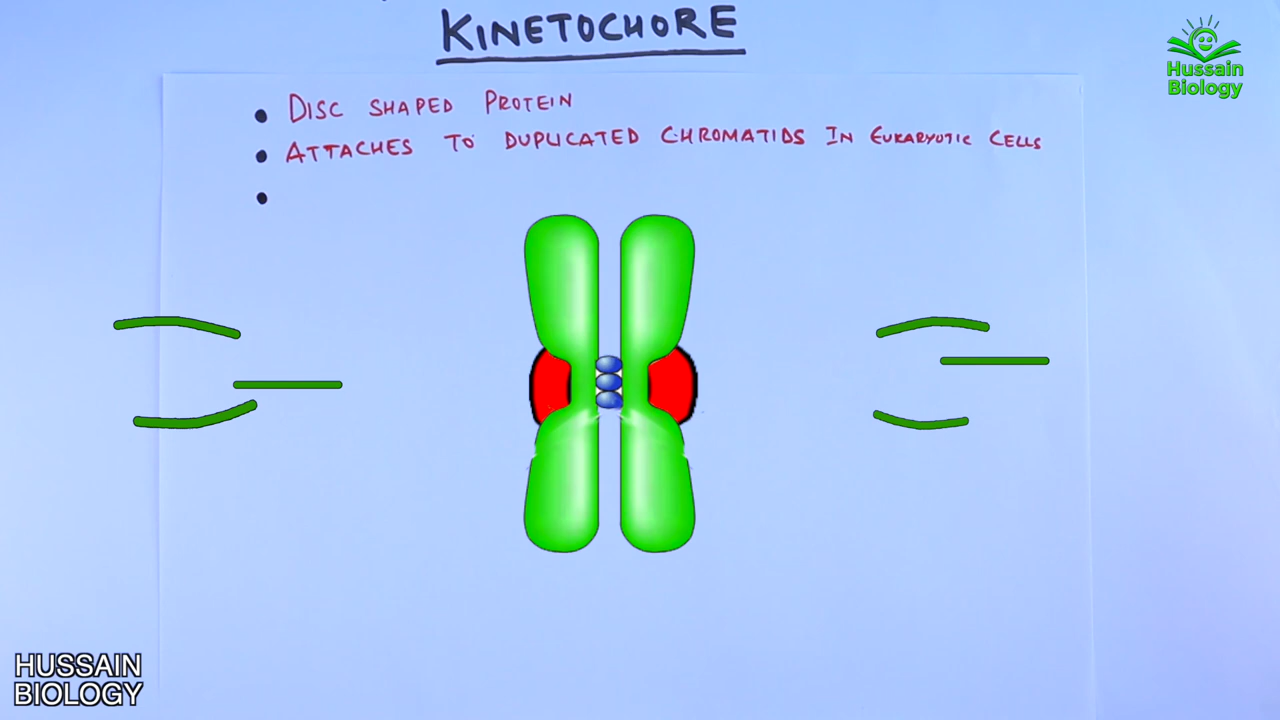 KINETOCHORE
Hussain
Biology
• DISC SHAPED PROTEIN
• ATTACHES TO DUPLICATED CHROMATIDS IN EUKARYOTIC CELLS
•
HUSSAIN
BIOLOGY